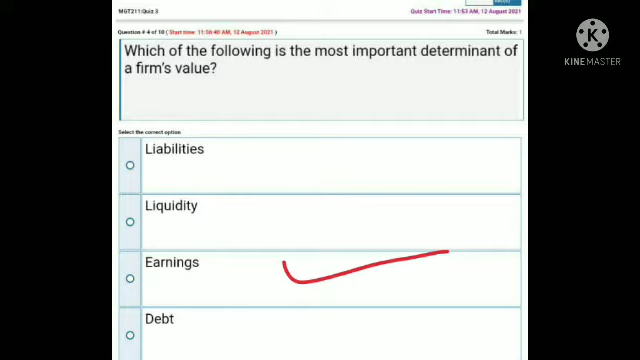 MGT211:Quiz 3
Quiz Start Time: 11:53 AM, 12 August 2021
Question # 4 of 10 ( Start time: 11:56:40 AM, 12 August 2021 )
Total Marks: 1
Which of the following is the most important determinant of
a firm's value?
Select the correct option
Liabilities
Liquidity
Earnings
Debt
K
KINEMASTER